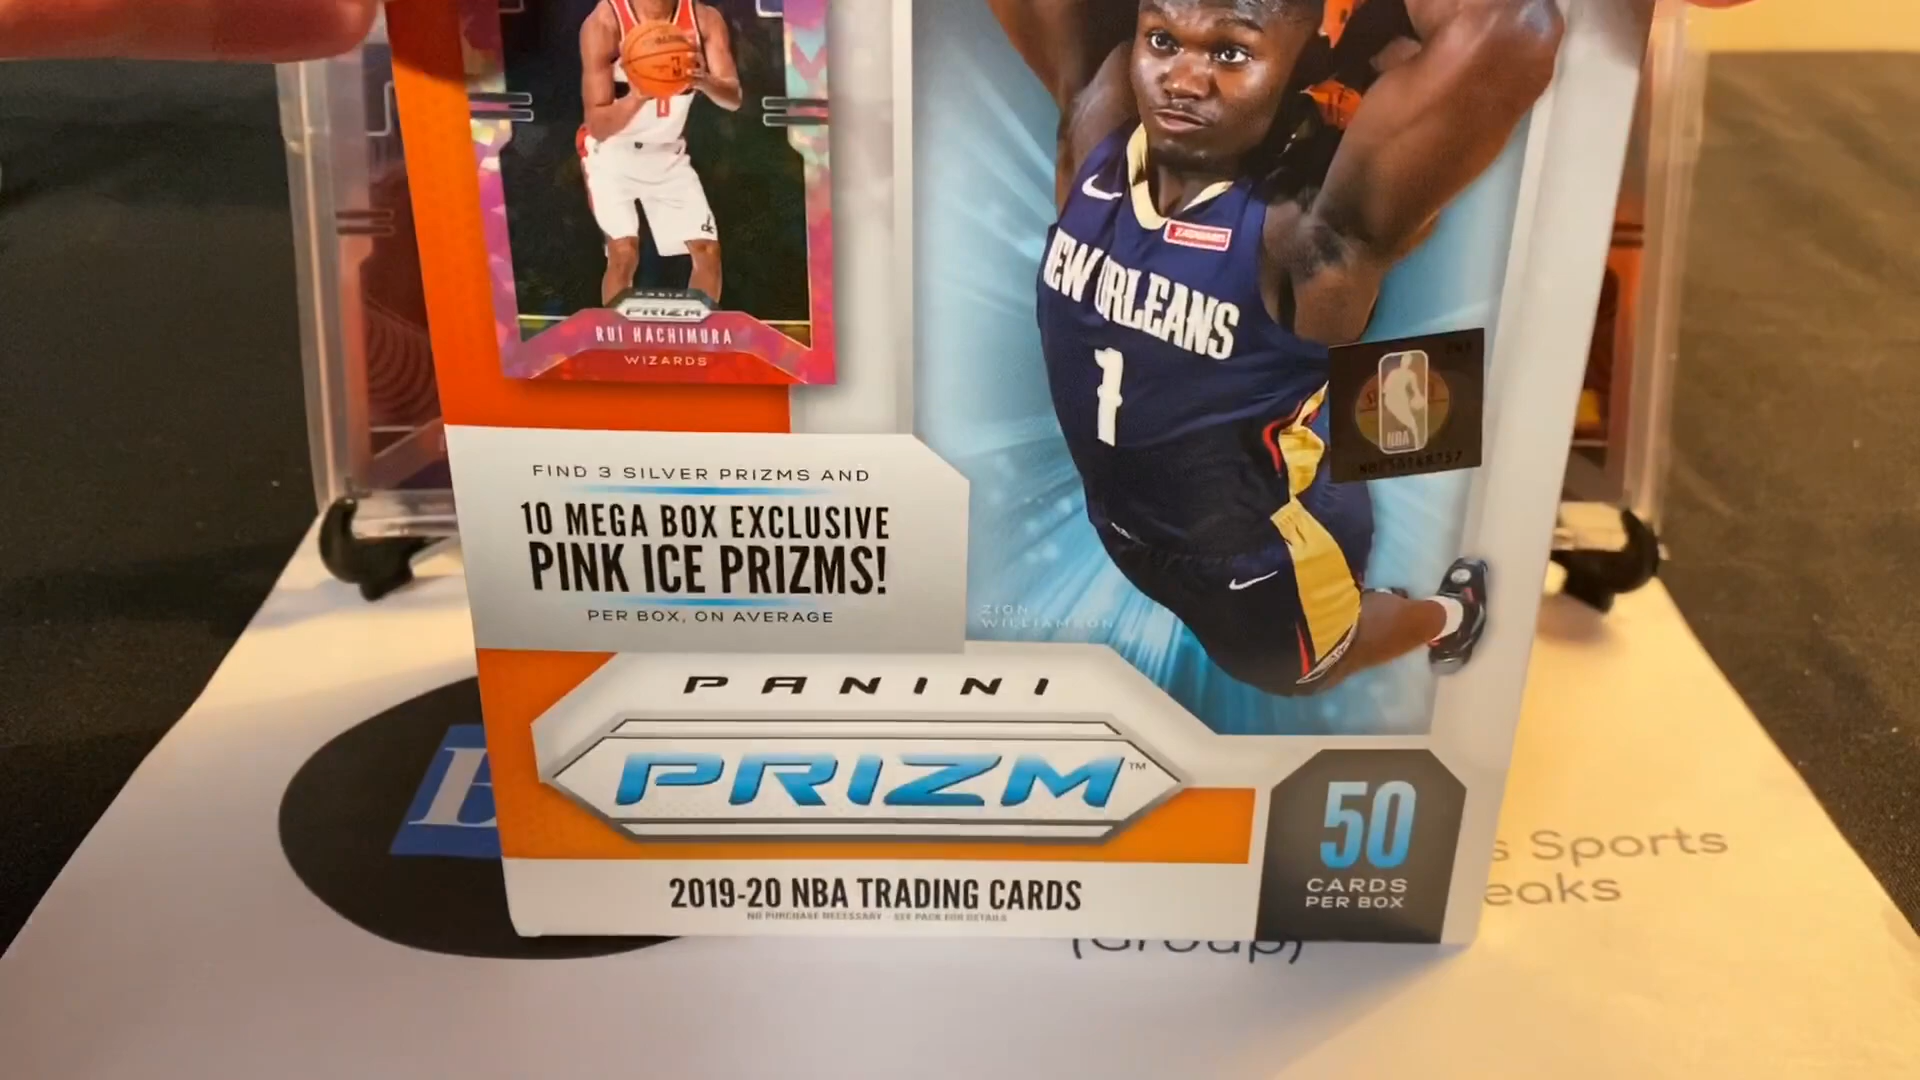 PANINI
PRIZM
RUI HACHIMURA
WIZARDS
NEW ORLEANS
1
NBA
FIND 3 SILVER PRIZMS AND
10 MEGA BOX EXCLUSIVE
PINK ICE PRIZMS!
PER BOX, ON AVERAGE
ZION
WILLIAMSON
PANINI
PRIZM™
50
CARDS
PER BOX
2019-20 NBA TRADING CARDS
NO PURCHASE NECESSARY - SEE PACK FOR DETAILS
s Sports
eaks
(Group)